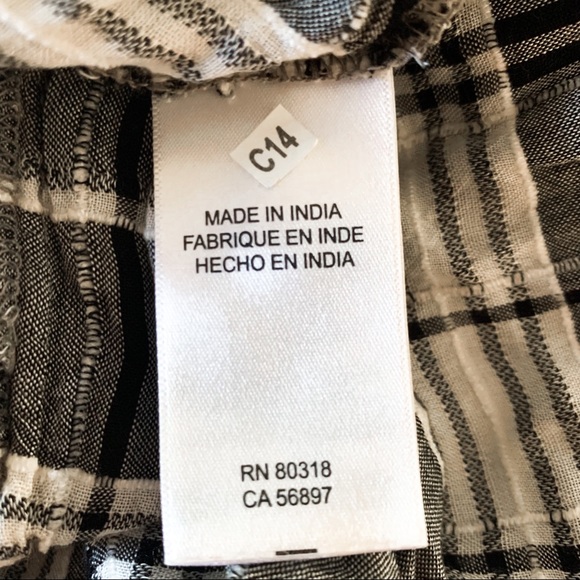 C14
MADE IN INDIA
FABRIQUE EN INDE
HECHO EN INDIA
RN 80318
CA 56897